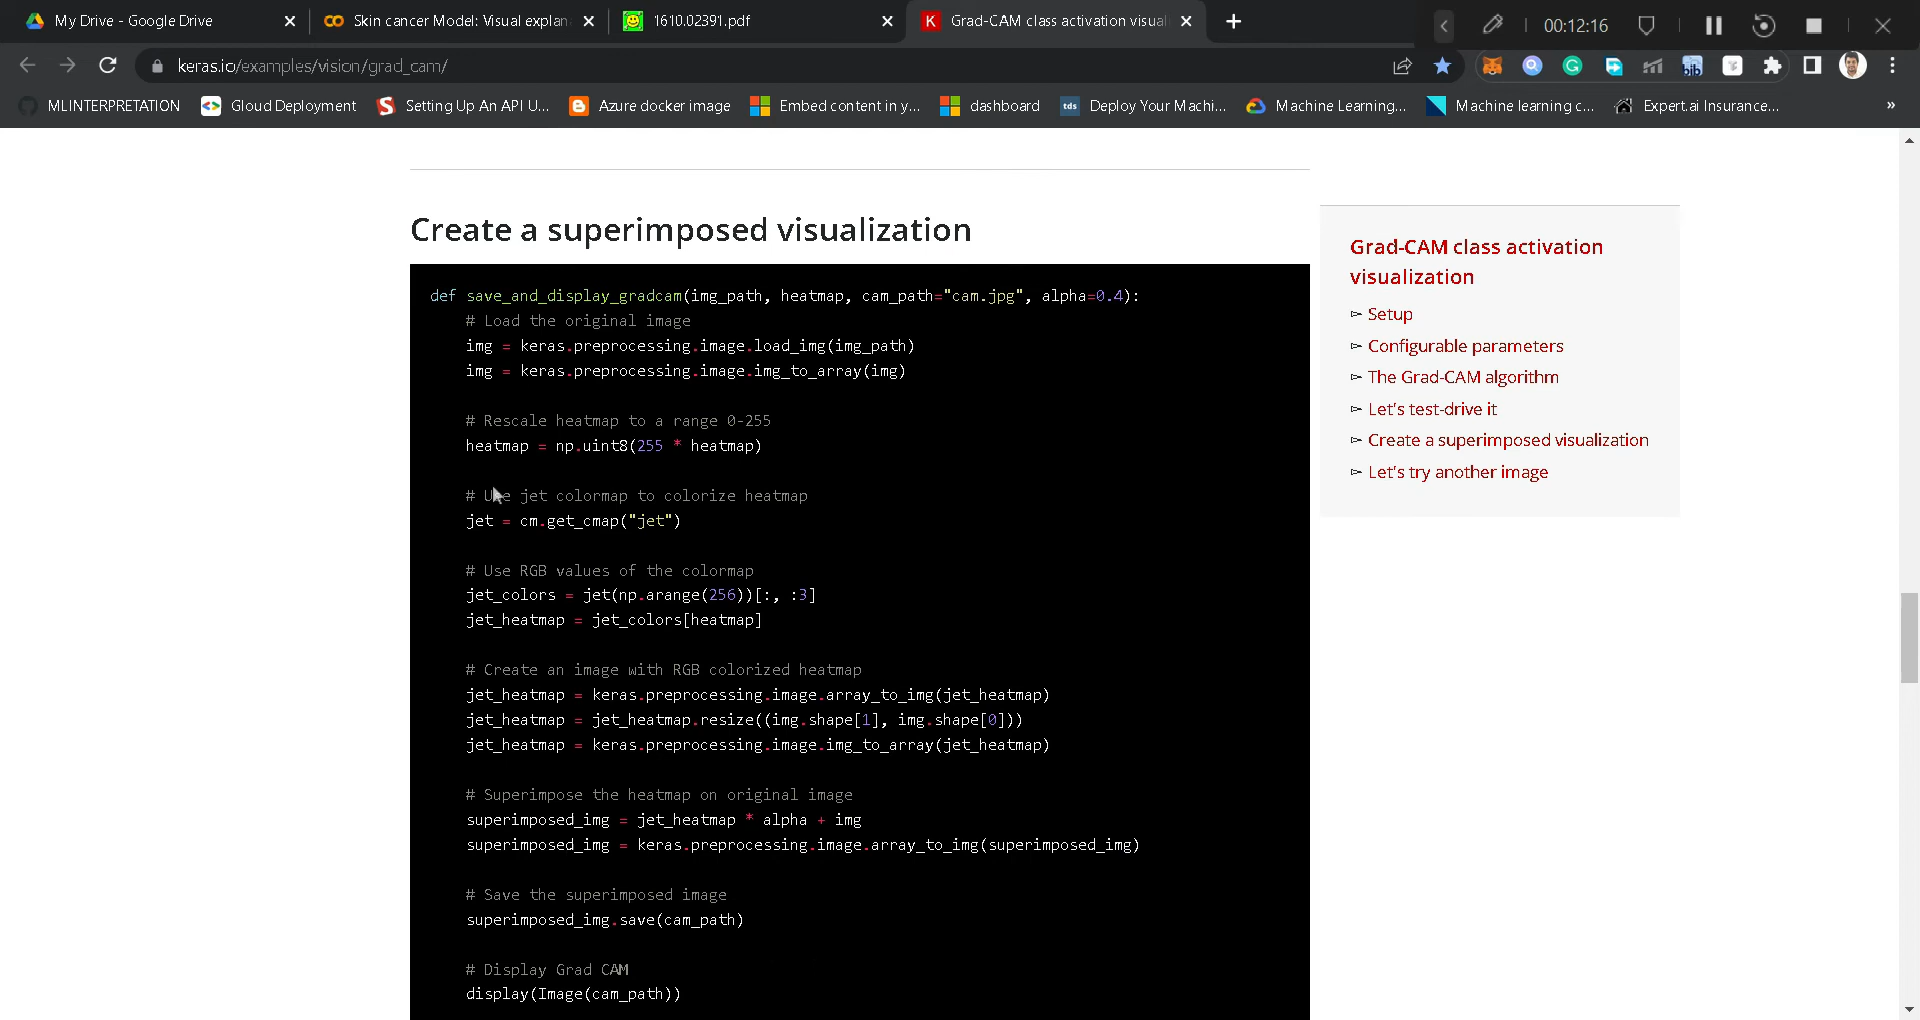 My Drive - Google Drive
Skin cancer Model: Visual explan
1610.02391.pdf
Grad-CAM class activation visual
00:12:16
keras.io/examples/vision/grad_cam/
MLINTERPRETATION
Gloud Deployment
Setting Up An API U...
Azure docker image
Embed content in y...
dashboard
tds
Deploy Your Machi...
Machine Learning...
Machine learning c...
Expert.ai Insurance...
»
Create a superimposed visualization
def save_and_display_gradcam(img_path, heatmap, cam_path="cam.jpg", alpha=0.4):
# Load the original image
img = keras.preprocessing.image.load_img(img_path)
img = keras.preprocessing.image.img_to_array(img)
# Rescale heatmap to a range 0-255
heatmap = np.uint8(255 * heatmap)
# Use jet colormap to colorize heatmap
jet = cm.get_cmap("jet")
# Use RGB values of the colormap
jet_colors = jet(np.arange(256))[:, :3]
jet_heatmap = jet_colors[heatmap]
# Create an image with RGB colorized heatmap
jet_heatmap = keras.preprocessing.image.array_to_img(jet_heatmap)
jet_heatmap = jet_heatmap.resize((img.shape[1], img.shape[0]))
jet_heatmap = keras.preprocessing.image.img_to_array(jet_heatmap)
# Superimpose the heatmap on original image
superimposed_img = jet_heatmap * alpha + img
superimposed_img = keras.preprocessing.image.array_to_img(superimposed_img)
# Save the superimposed image
superimposed_img.save(cam_path)
# Display Grad CAM
display(Image(cam_path))
Grad-CAM class activation
visualization
▻ Setup
▻ Configurable parameters
▻ The Grad-CAM algorithm
▻ Let's test-drive it
▻ Create a superimposed visualization
▻ Let's try another image